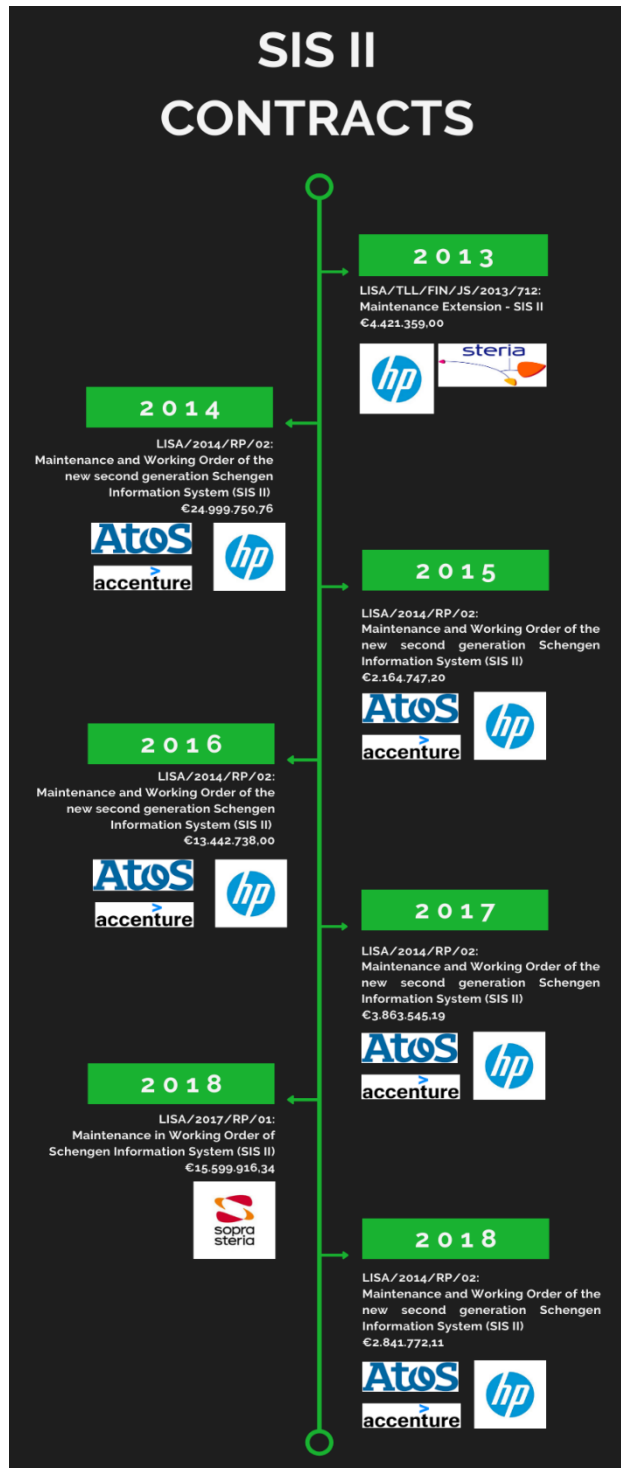 SIS II
CONTRACTS
2013
LISA/TLL/FIN/JS/2013/712:
Maintenance Extension - SIS II
€4.421.359,00
hp
steria
2014
LISA/2014/RP/02:
Maintenance and Working Order of the
new second generation Schengen
Information System (SIS II)
€24.999.750,76
Atos
accenture
hp
2015
LISA/2014/RP/02:
Maintenance and Working Order of the
new second generation Schengen
Information System (SIS II)
€2.164.747,20
Atos
accenture
hp
2016
LISA/2014/RP/02:
Maintenance and Working Order of the
new second generation Schengen
Information System (SIS II)
€13.442.738,00
Atos
accenture
hp
2017
LISA/2014/RP/02:
Maintenance and Working Order of the
new second generation Schengen
Information System (SIS II)
€3.863.545,19
Atos
accenture
hp
2018
LISA/2017/RP/01:
Maintenance in Working Order of
Schengen Information System (SIS II)
€15.599.916,34
sopra
steria
2018
LISA/2014/RP/02:
Maintenance and Working Order of the
new second generation Schengen
Information System (SIS II)
€2.841.772,11
Atos
accenture
hp